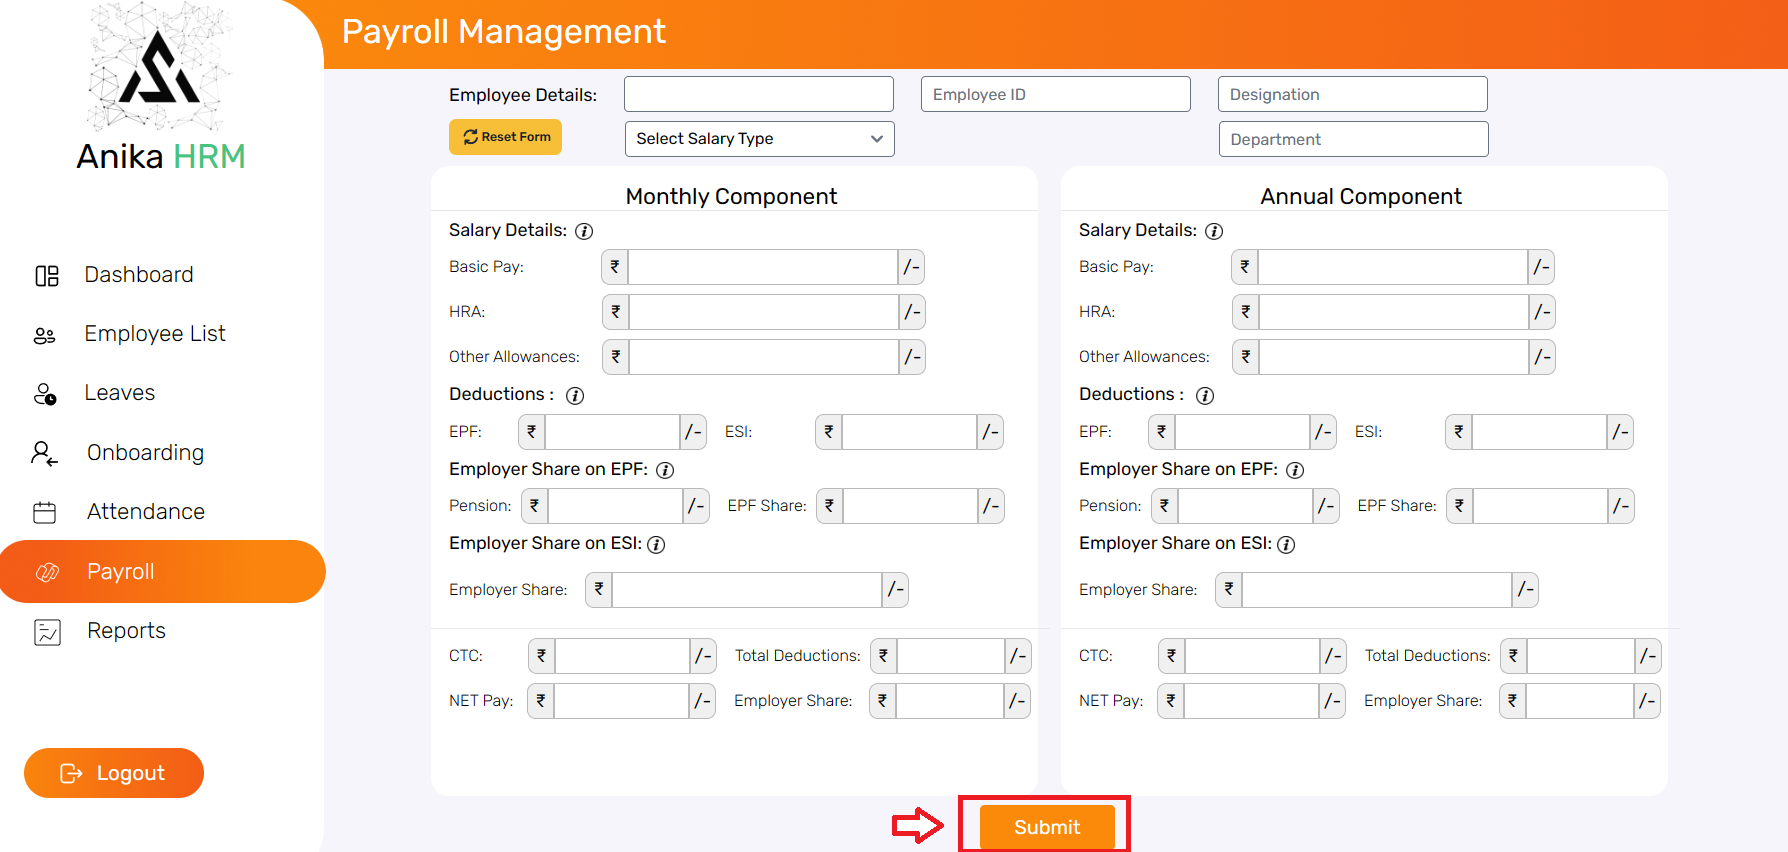 Payroll Management
Anika HRM
Dashboard
Employee List
Leaves
Onboarding
Attendance
Payroll
Reports
Logout
Employee Details: Employee ID Designation
Reset Form Select Salary Type Department
Monthly Component
Salary Details: i
Basic Pay: ₹ /-
HRA: ₹ /-
Other Allowances: ₹ /-
Deductions : i
EPF: ₹ /- ESI: ₹ /-
Employer Share on EPF: i
Pension: ₹ /- EPF Share: ₹ /-
Employer Share on ESI: i
Employer Share: ₹ /-
CTC: ₹ /- Total Deductions: ₹ /-
NET Pay: ₹ /- Employer Share: ₹ /-
Annual Component
Salary Details: i
Basic Pay: ₹ /-
HRA: ₹ /-
Other Allowances: ₹ /-
Deductions : i
EPF: ₹ /- ESI: ₹ /-
Employer Share on EPF: i
Pension: ₹ /- EPF Share: ₹ /-
Employer Share on ESI: i
Employer Share: ₹ /-
CTC: ₹ /- Total Deductions: ₹ /-
NET Pay: ₹ /- Employer Share: ₹ /-
Submit